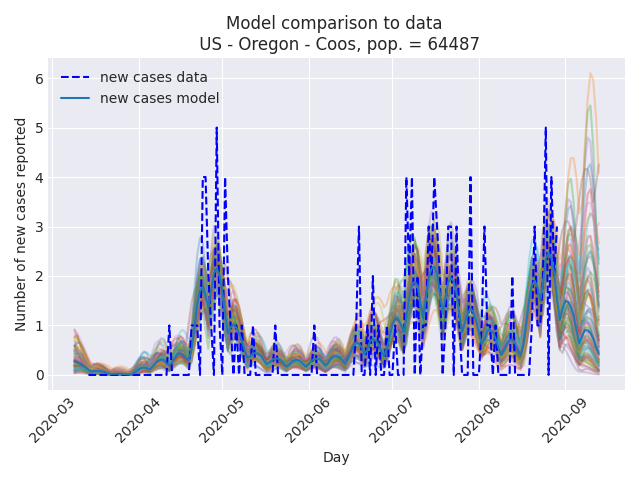 Model comparison to data
US - Oregon - Coos, pop. = 64487
new cases data
new cases model
Number of new cases reported
6
5
4
3
2
1
0
2020-03
2020-04
2020-05
2020-06
2020-07
2020-08
2020-09
Day